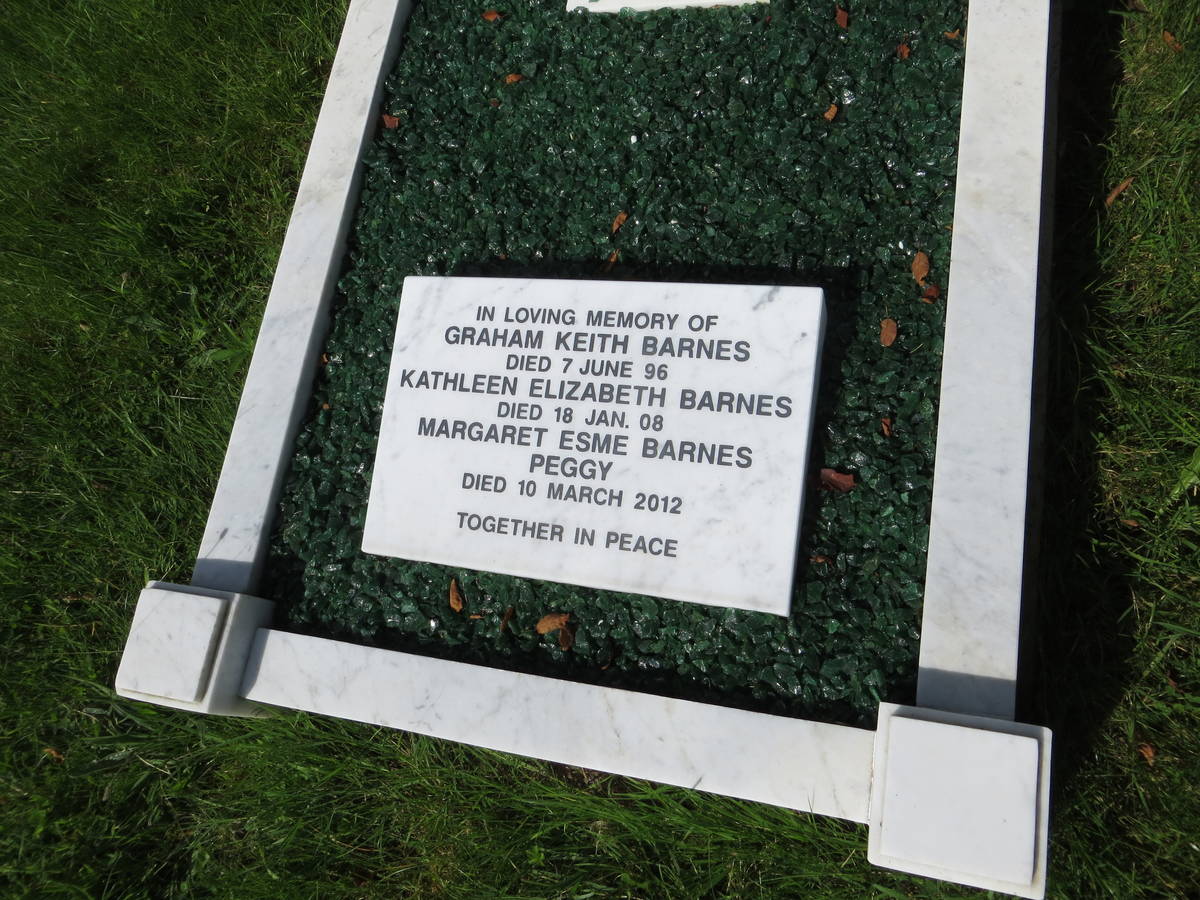 IN LOVING MEMORY OF
GRAHAM KEITH BARNES
DIED 7 JUNE 96
KATHLEEN ELIZABETH BARNES
DIED 18 JAN. 08
MARGARET ESME BARNES
PEGGY
DIED 10 MARCH 2012
TOGETHER IN PEACE